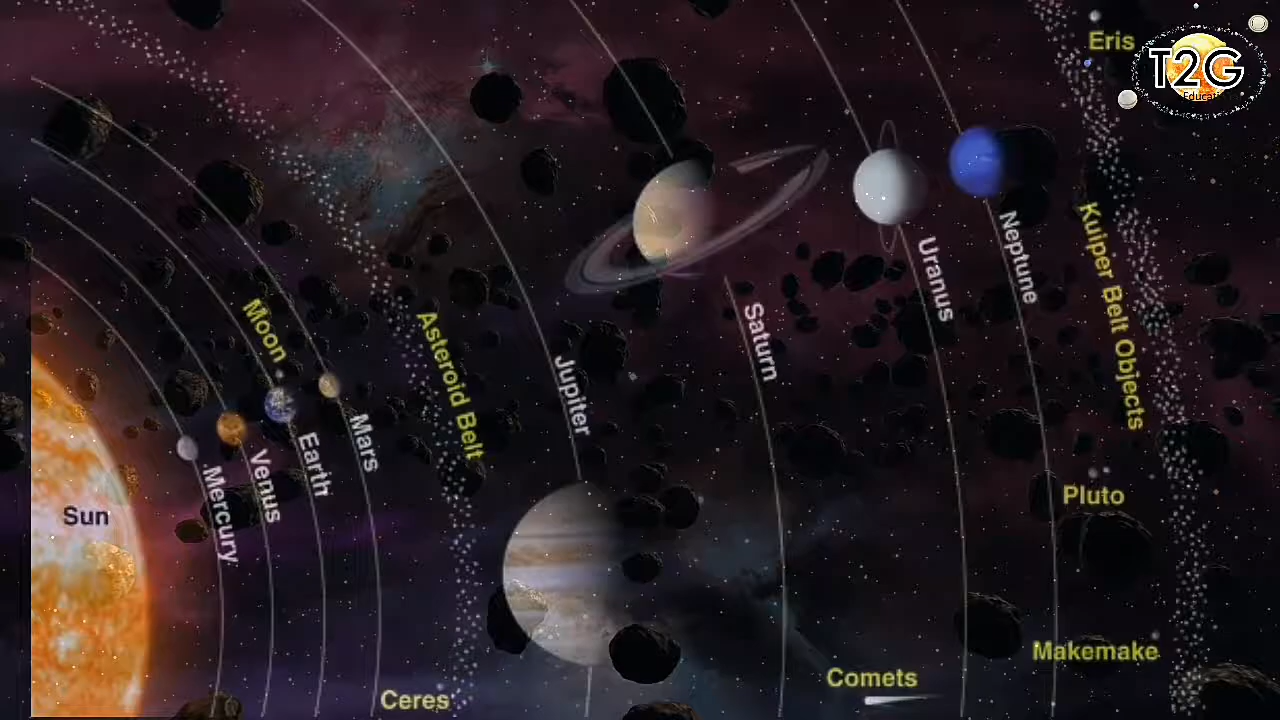 Eris
T2G
Education
Sun
Mercury
Venus
Moon
Earth
Mars
Asteroid Belt
Ceres
Jupiter
Saturn
Uranus
Neptune
Kuiper Belt Objects
Pluto
Makemake
Comets